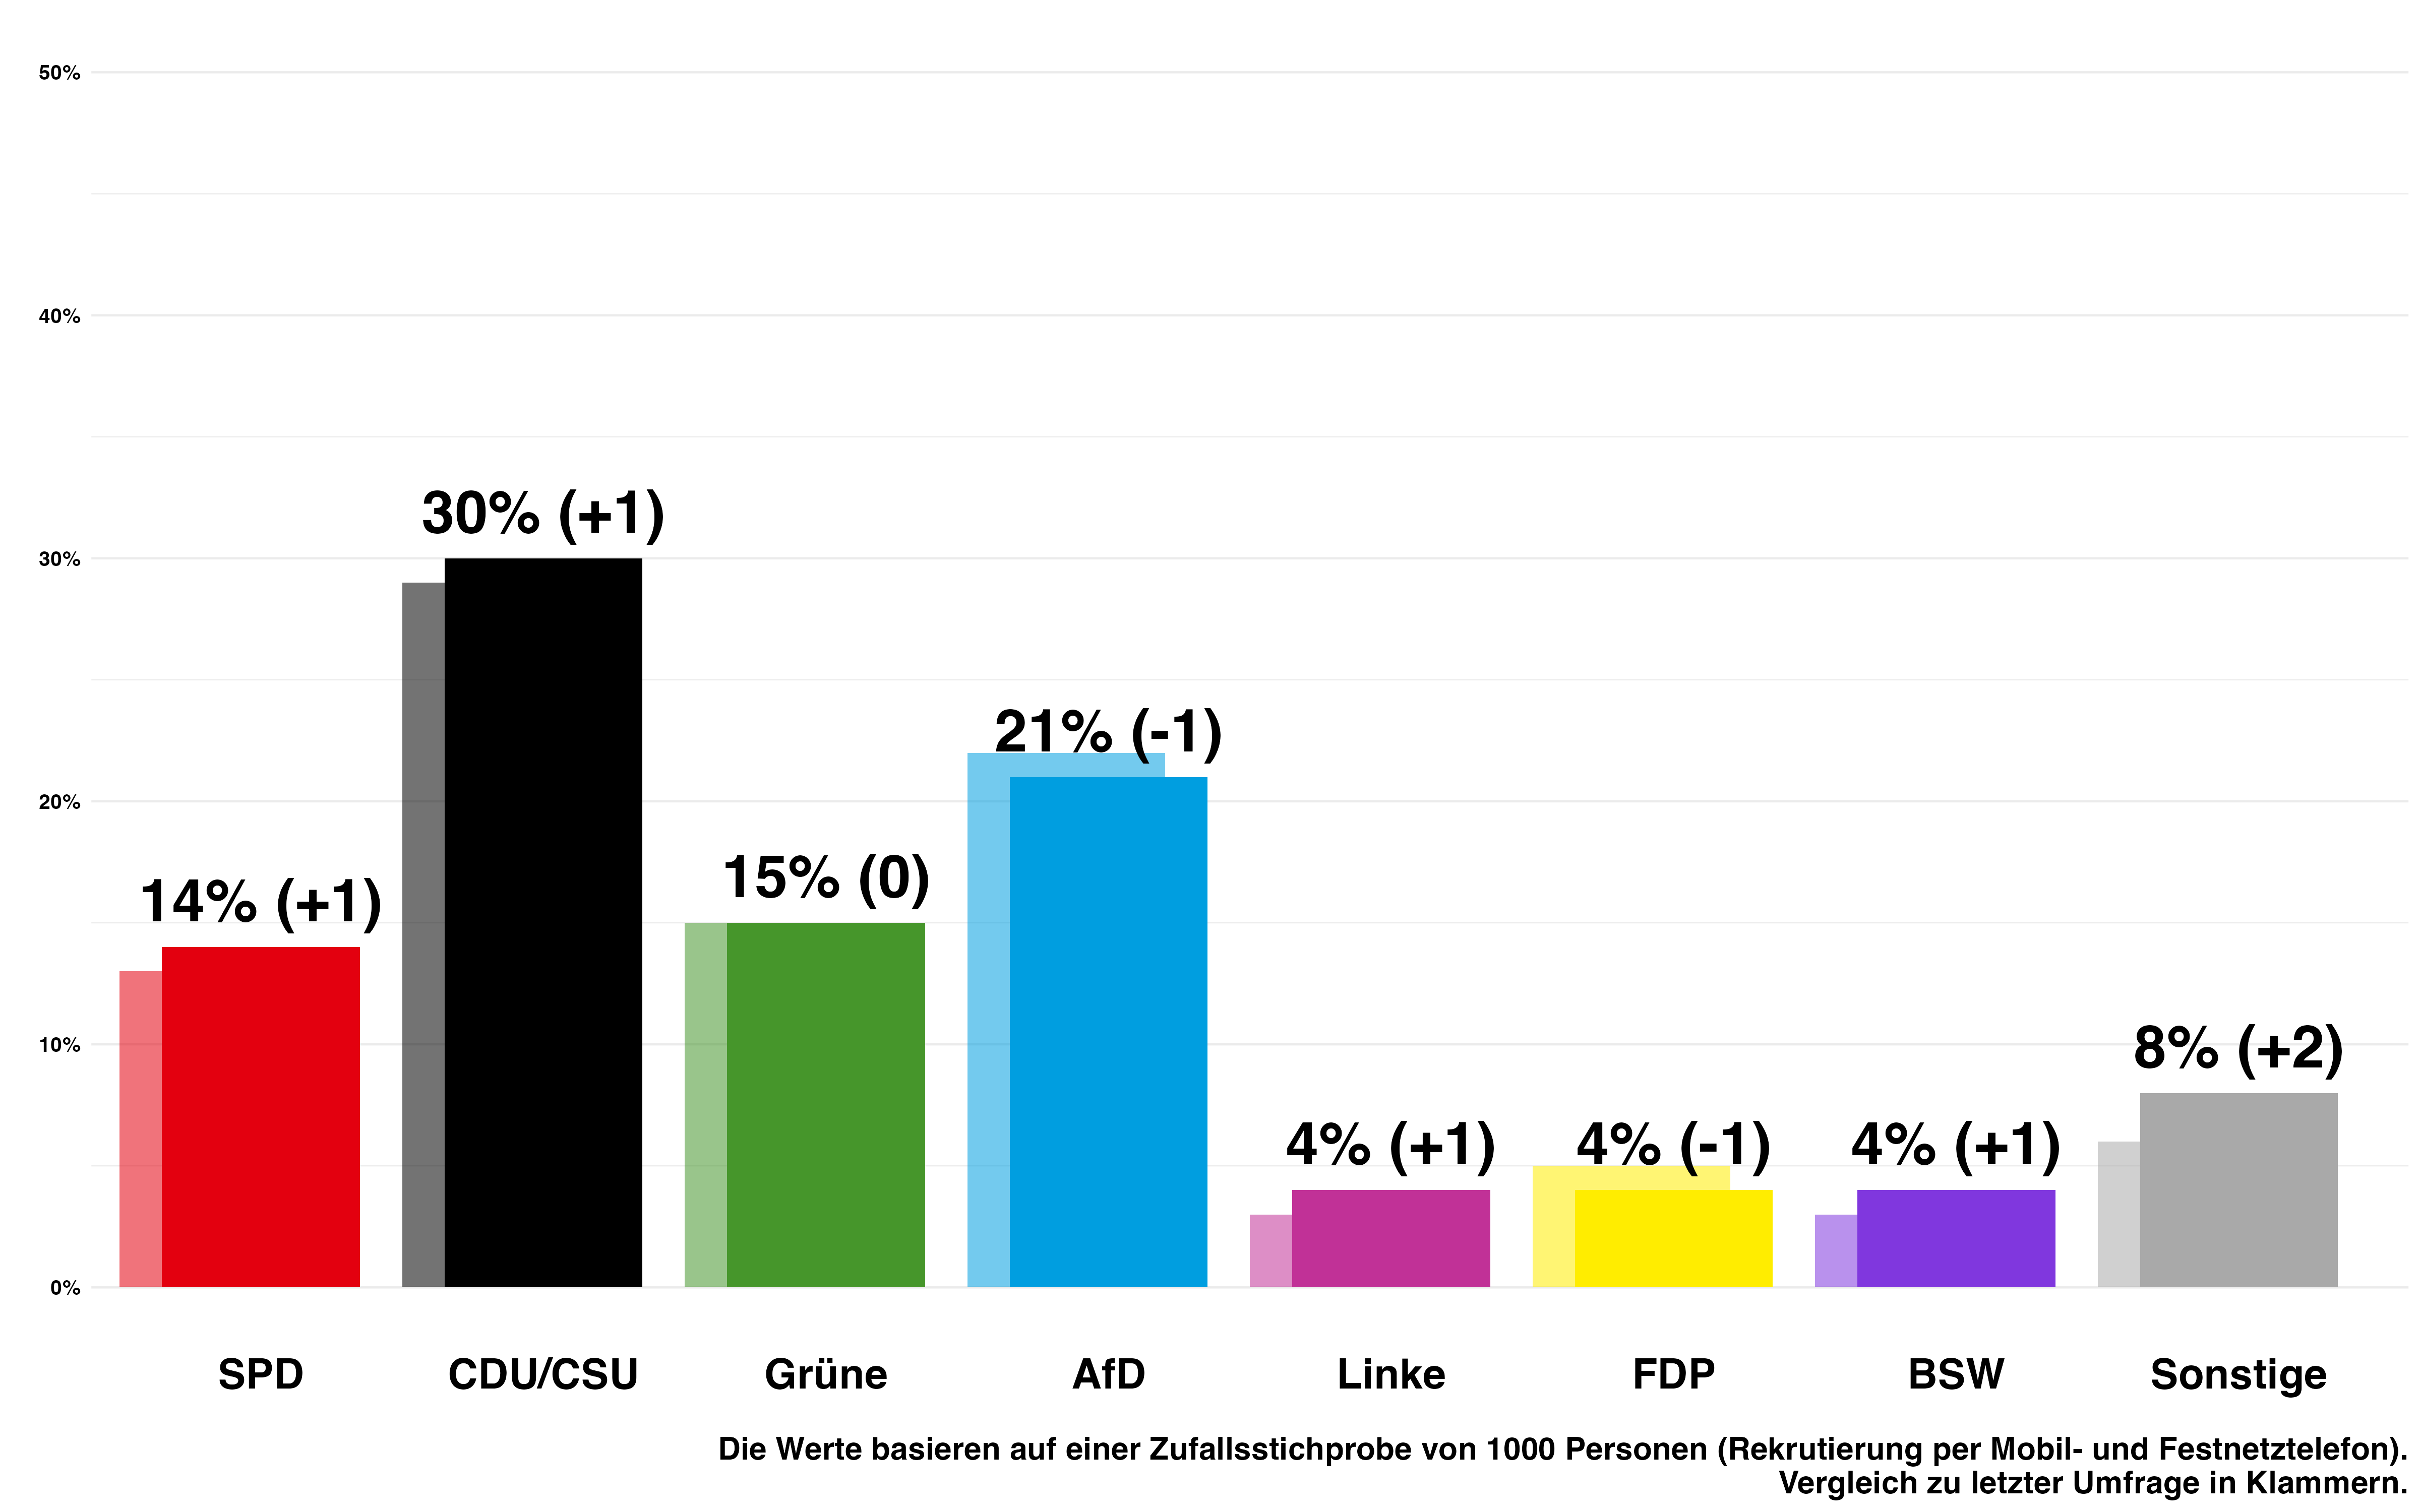 50%
40%
30%
20%
10%
0%
14% (+1)
30% (+1)
15% (0)
21% (-1)
4% (+1)
4% (-1)
4% (+1)
8% (+2)
SPD
CDU/CSU
Grüne
AfD
Linke
FDP
BSW
Sonstige
Die Werte basieren auf einer Zufallsstichprobe von 1000 Personen (Rekrutierung per Mobil- und Festnetztelefon).
Vergleich zu letzter Umfrage in Klammern.